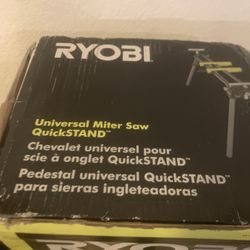 RYOBI
Universal Miter Saw
QuickSTAND™
Chevalet universel pour
scie à onglet QuickSTAND™
Pedestal universal QuickSTAND™
para sierras ingleteadoras